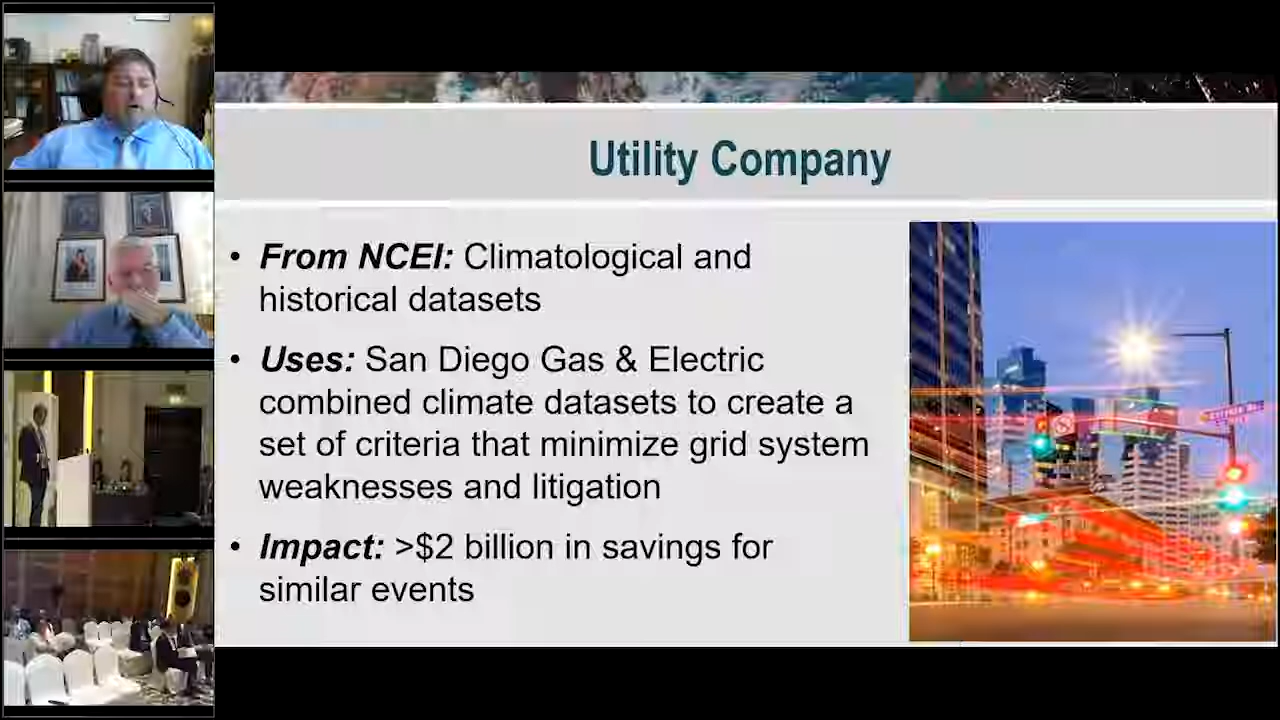 Utility Company
• From NCEI: Climatological and
historical datasets
• Uses: San Diego Gas & Electric
combined climate datasets to create a
set of criteria that minimize grid system
weaknesses and litigation
• Impact: >$2 billion in savings for
similar events